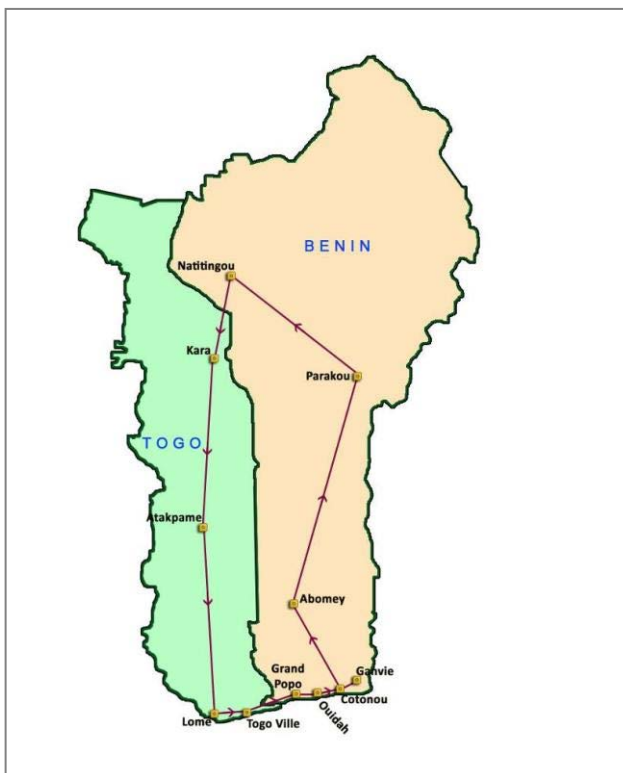 BENIN
Natitingou
Kara
Parakou
TOGO
Atakpame
Abomey
Grand
Popo
Ganvie
Cotonou
Ouidah
Lome
Togo Ville